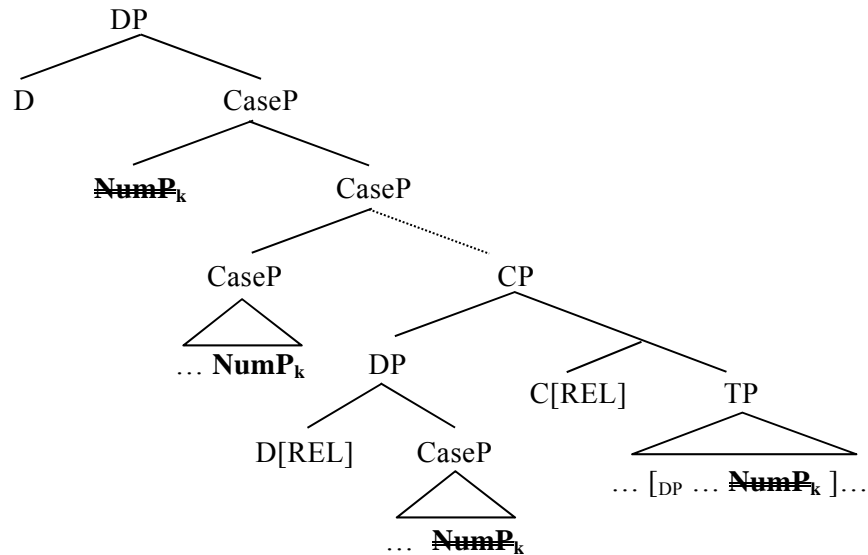 DP
D CaseP
NumPk CaseP
CaseP CP
… NumPk DP C[REL] TP
D[REL] CaseP … [DP … NumPk ]…
… NumPk